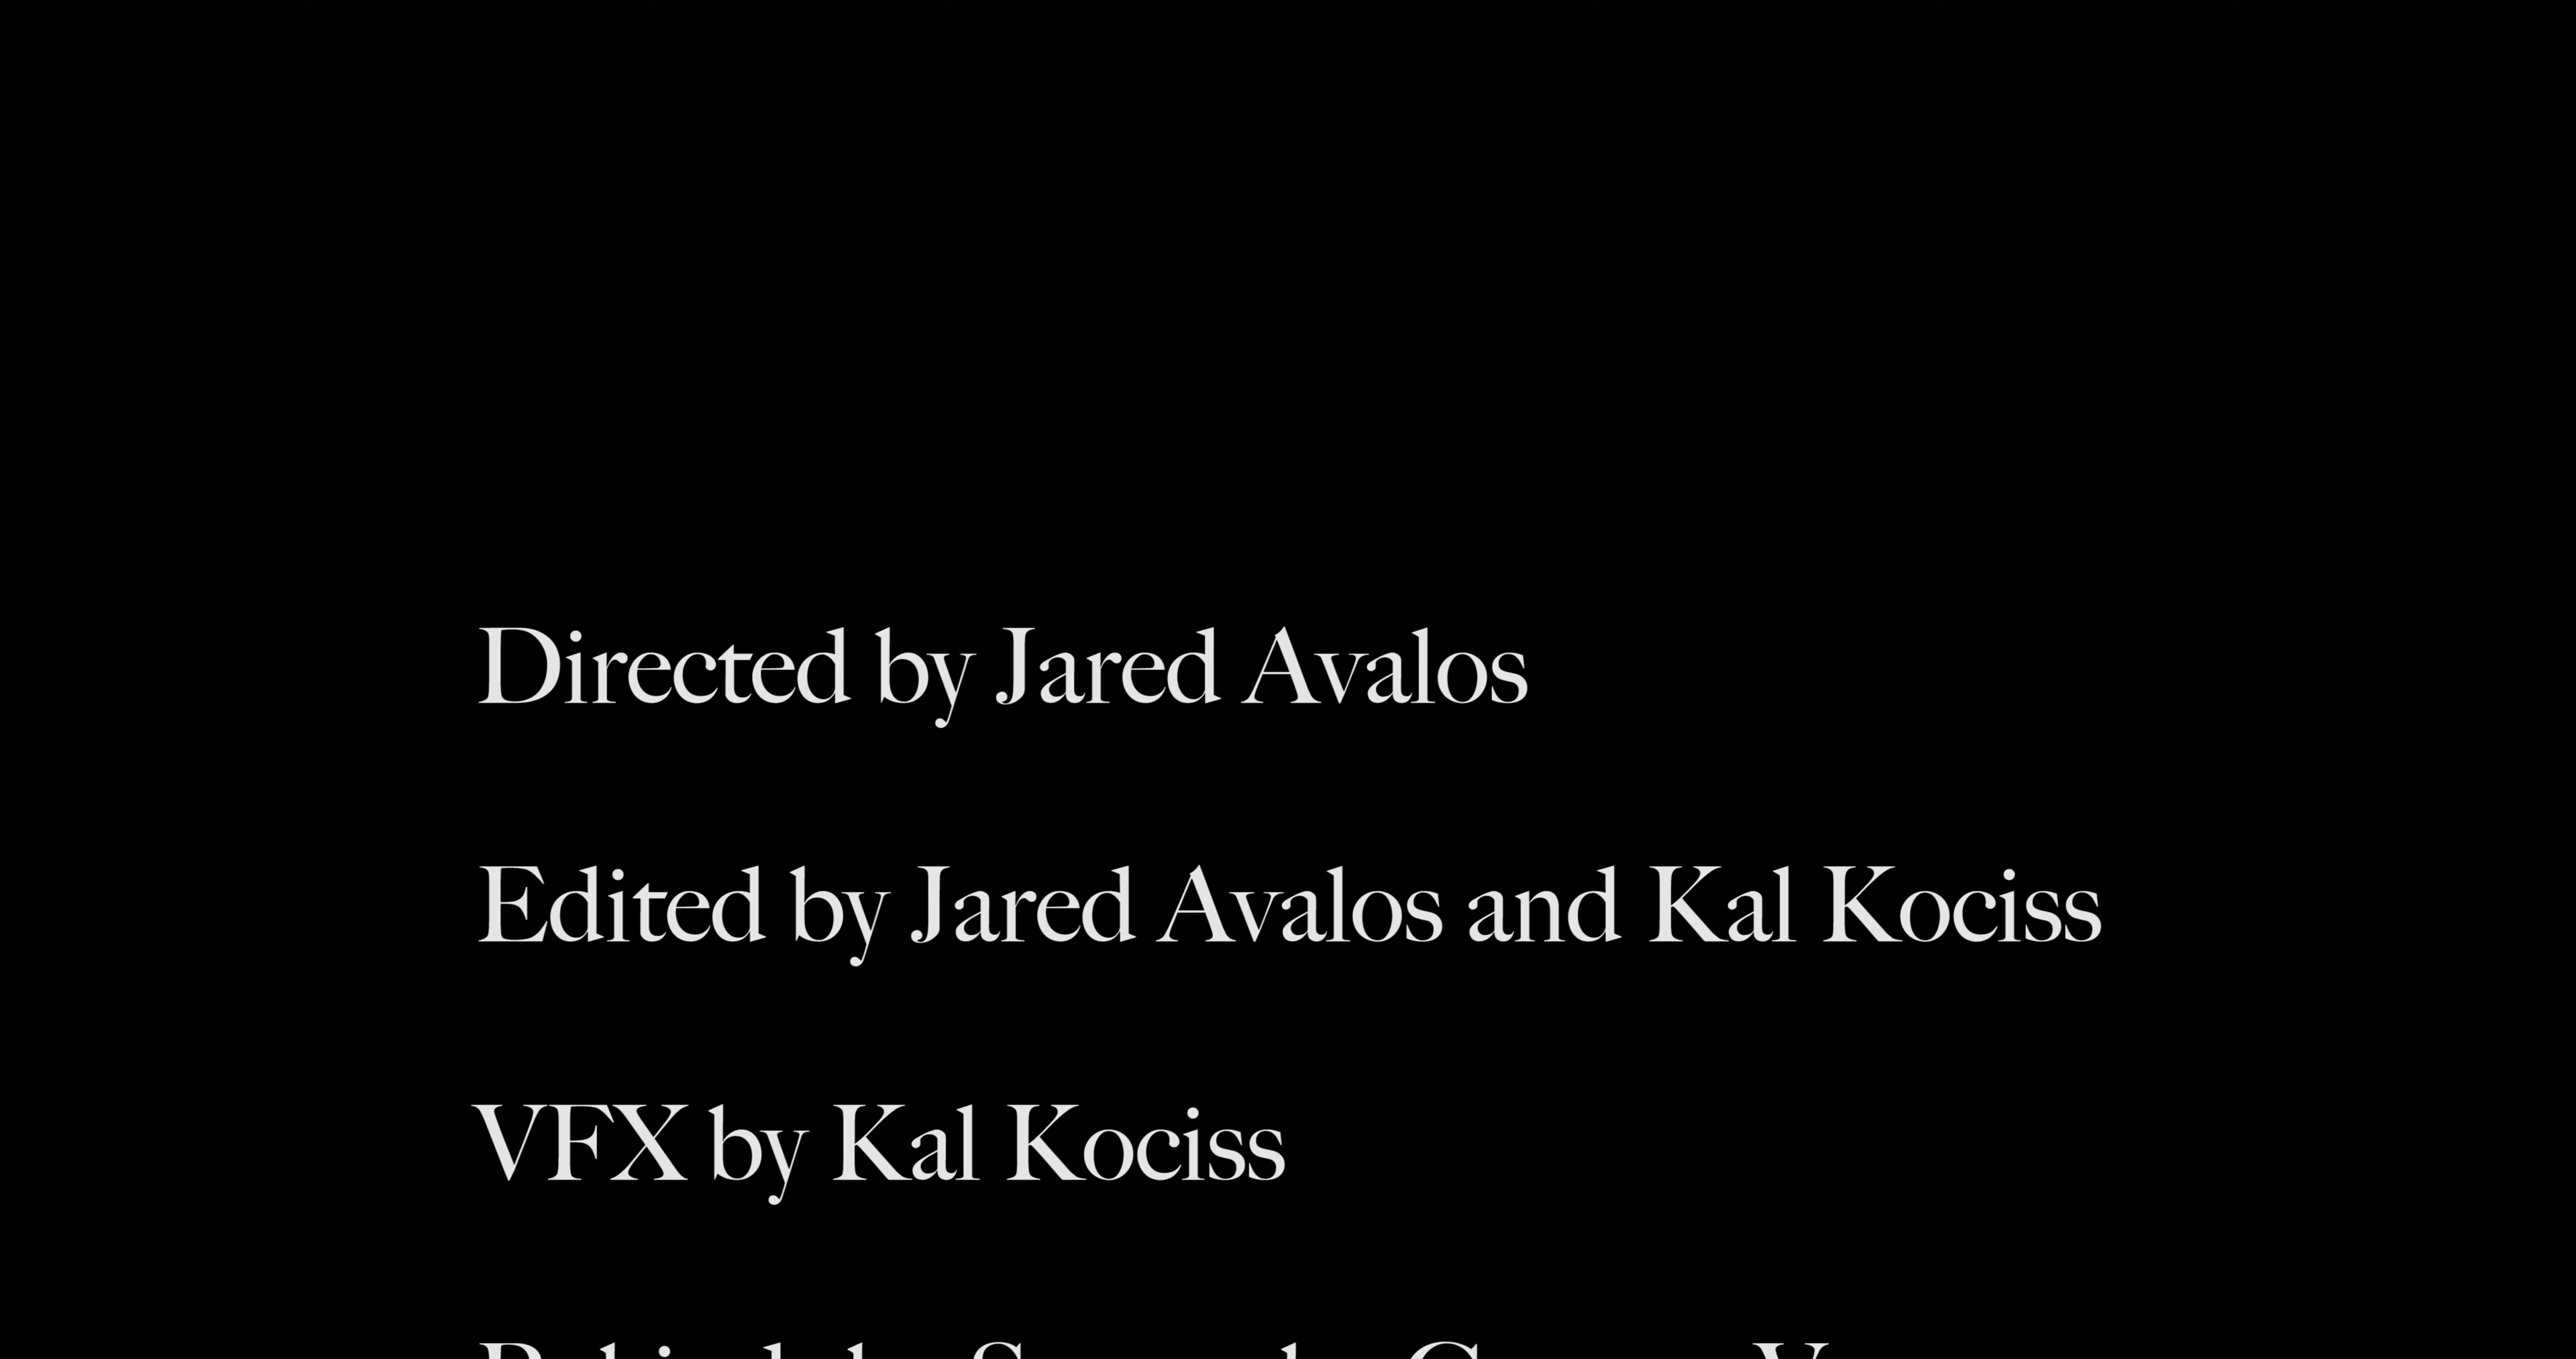 Directed by Jared Avalos
Edited by Jared Avalos and Kal Kociss
VFX by Kal Kociss